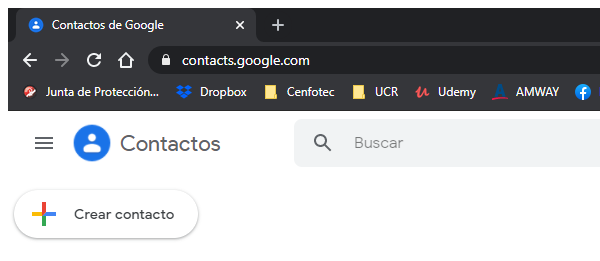 Contactos de Google
contacts.google.com
Junta de Protección... Dropbox Cenfotec UCR Udemy AMWAY
Contactos Buscar
Crear contacto